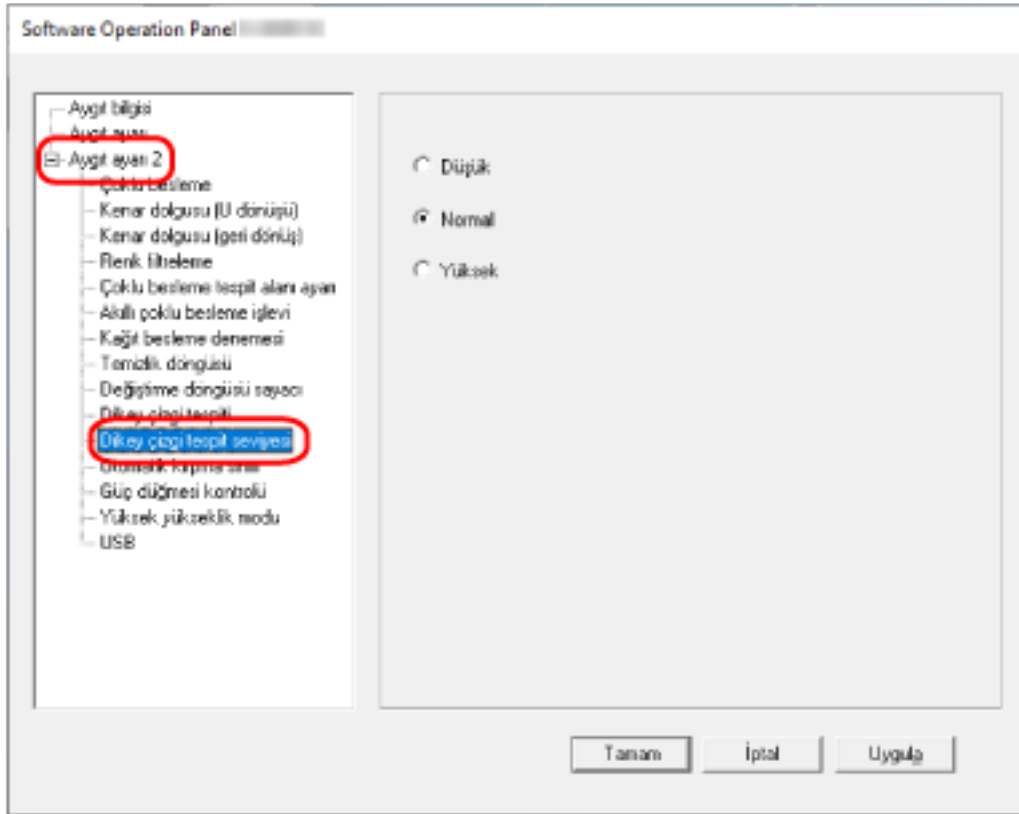 Software Operation Panel
Aygıt bilgisi
Aygıt ayarı
Aygıt ayarı 2
Çoklu besleme
Kenar dolgusu (U dönüşü)
Kenar dolgusu (geri dönüş)
Renk filtreleme
Çoklu besleme tespit alanı ayarı
Akıllı çoklu besleme işlevi
Kağıt besleme denemesi
Temizlik döngüsü
Değiştirme döngüsü sayacı
Dikey çizgi tespiti
Dikey çizgi tespit seviyesi
Otomatik kırpma sınırı
Güç düğmesi kontrolü
Yüksek yükseklik modu
USB
Düşük
Normal
Yüksek
Tamam
İptal
Uygula